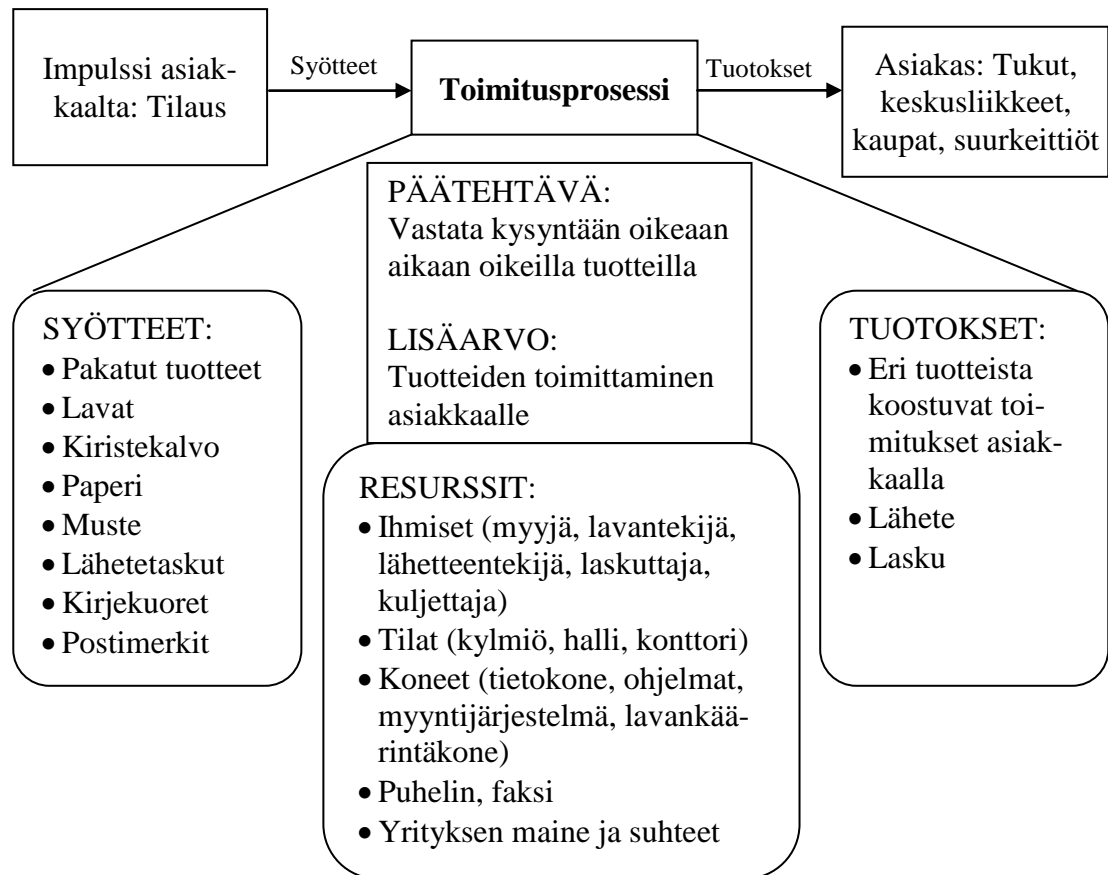 Impulssi asiak-
kaalta: Tilaus
Syötteet
Toimitusprosessi
Tuotokset
Asiakas: Tukut,
keskusliikkeet,
kaupat, suurkeittiöt
PÄÄTEHTÄVÄ:
Vastata kysyntään oikeaan
aikaan oikeilla tuotteilla
LISÄARVO:
Tuotteiden toimittaminen
asiakkaalle
SYÖTTEET:
• Pakatut tuotteet
• Lavat
• Kiristekalvo
• Paperi
• Muste
• Lähetetaskut
• Kirjekuoret
• Postimerkit
RESURSSIT:
• Ihmiset (myyjä, lavantekijä,
lähetteentekijä, laskuttaja,
kuljettaja)
• Tilat (kylmiö, halli, konttori)
• Koneet (tietokone, ohjelmat,
myyntijärjestelmä, lavankää-
rintäkone)
• Puhelin, faksi
• Yrityksen maine ja suhteet
TUOTOKSET:
• Eri tuotteista
koostuvat toi-
mitukset asiak-
kaalla
• Lähete
• Lasku